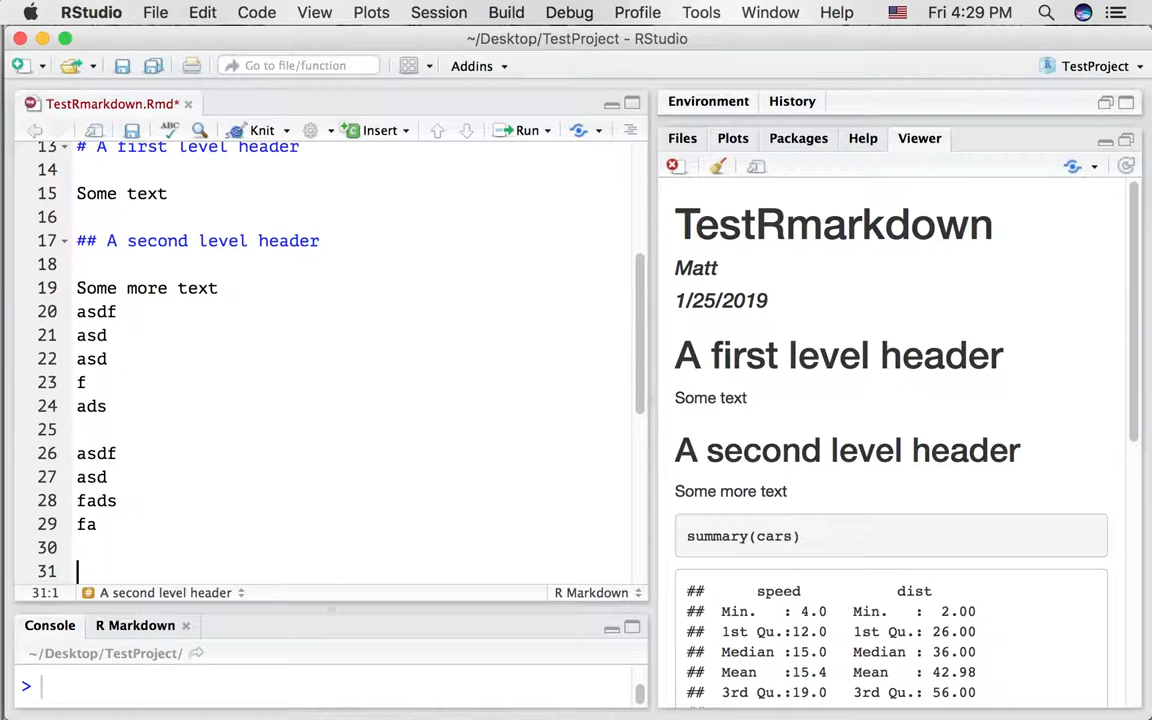 RStudio File Edit Code View Plots Session Build Debug Profile Tools Window Help Fri 4:29 PM
~/Desktop/TestProject - RStudio
Go to file/function Addins TestProject
TestRmarkdown.Rmd*
Knit Insert Run
13 # A first level header
14
15 Some text
16
17 ## A second level header
18
19 Some more text
20 asdf
21 asd
22 asd
23 f
24 ads
25
26 asdf
27 asd
28 fads
29 fa
30
31
31:1 # A second level header R Markdown
Console R Markdown
~/Desktop/TestProject/
>
Environment History
Files Plots Packages Help Viewer
TestRmarkdown
Matt
1/25/2019
A first level header
Some text
A second level header
Some more text
summary(cars)
## speed dist
## Min. : 4.0 Min. : 2.00
## 1st Qu.:12.0 1st Qu.: 26.00
## Median :15.0 Median : 36.00
## Mean :15.4 Mean : 42.98
## 3rd Qu.:19.0 3rd Qu.: 56.00